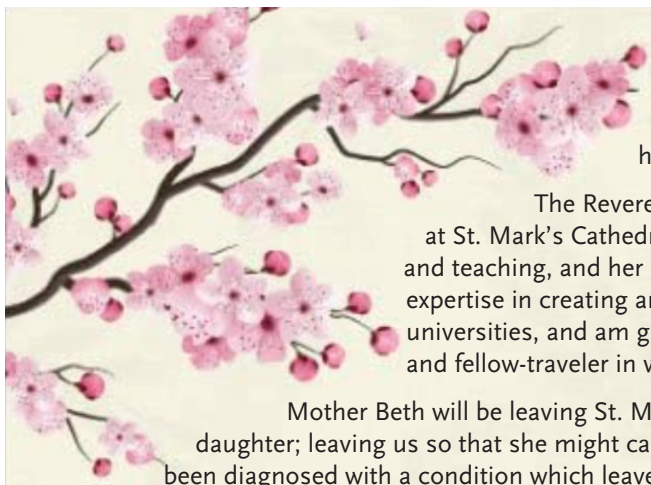 h
The Revere
at St. Mark's Cathedr
and teaching, and her
expertise in creating a
universities, and am g
and fellow-traveler in
Mother Beth will be leaving St. M
daughter; leaving us so that she might ca
been diagnosed with a condition which leave